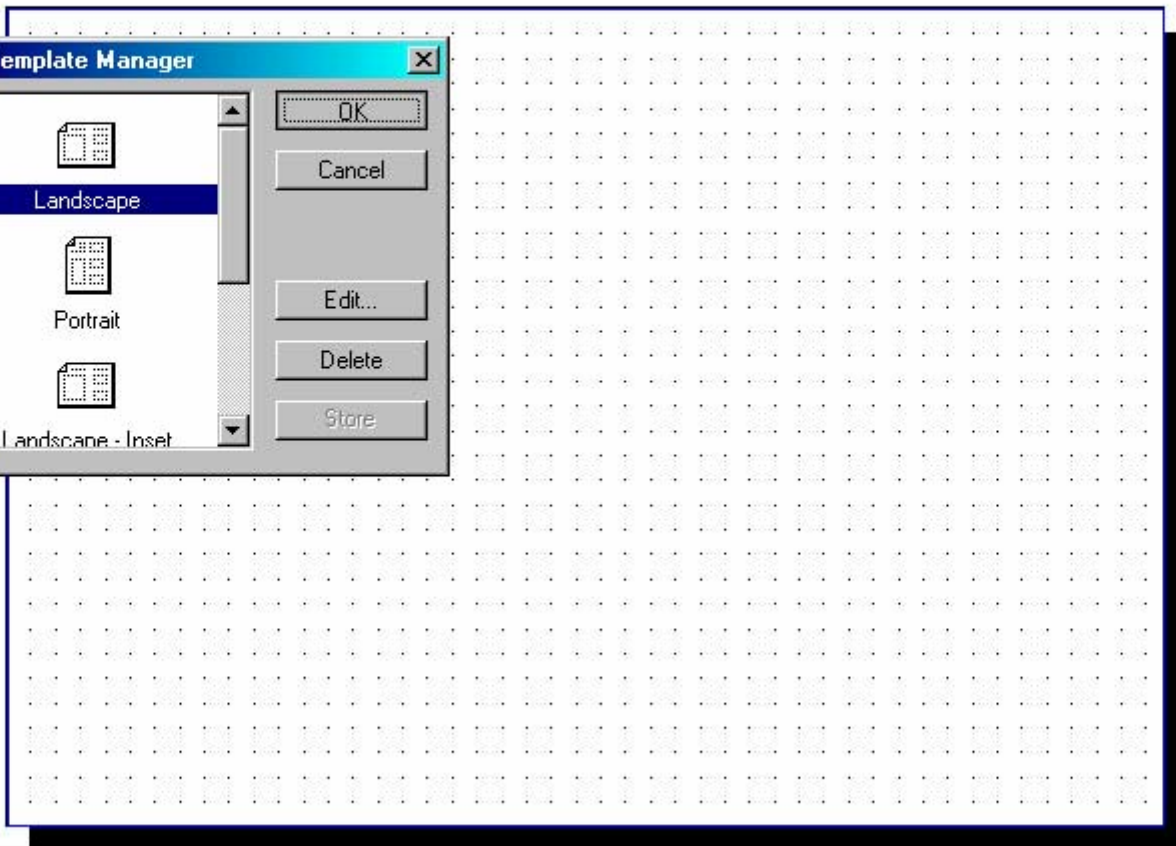 emplate Manager
OK
Landscape
Cancel
Portrait
Edit...
Delete
Landscape - Inset
Store